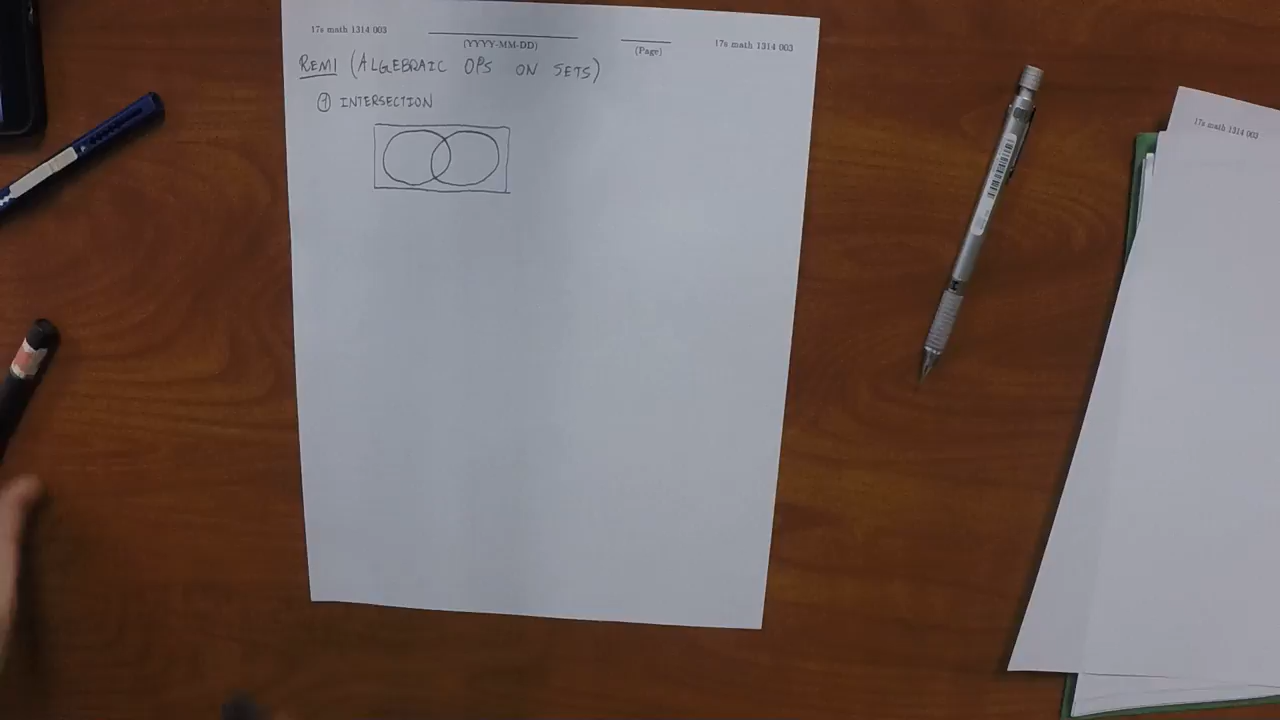 17s math 1314 003
(YYYY-MM-DD)
(Page)
17s math 1314 003
REM (ALGEBRAIC OPS ON SETS)
① INTERSECTION
17s math 1314 003